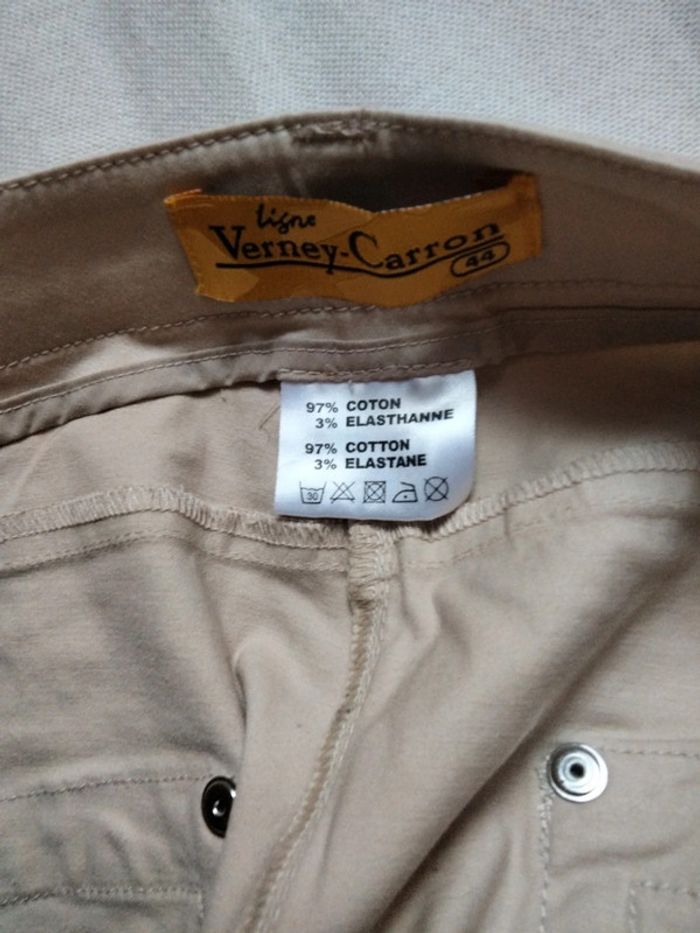 ligne
Verney-Carron
44
97% COTON
3% ELASTHANNE
97% COTTON
3% ELASTANE
30